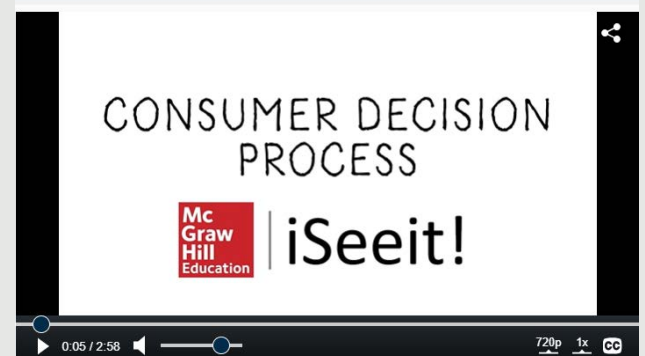 CONSUMER DECISION
PROCESS
Mc
Graw
Hill
Education
iSeeit!
0:05 / 2:58
720p
1x
CC